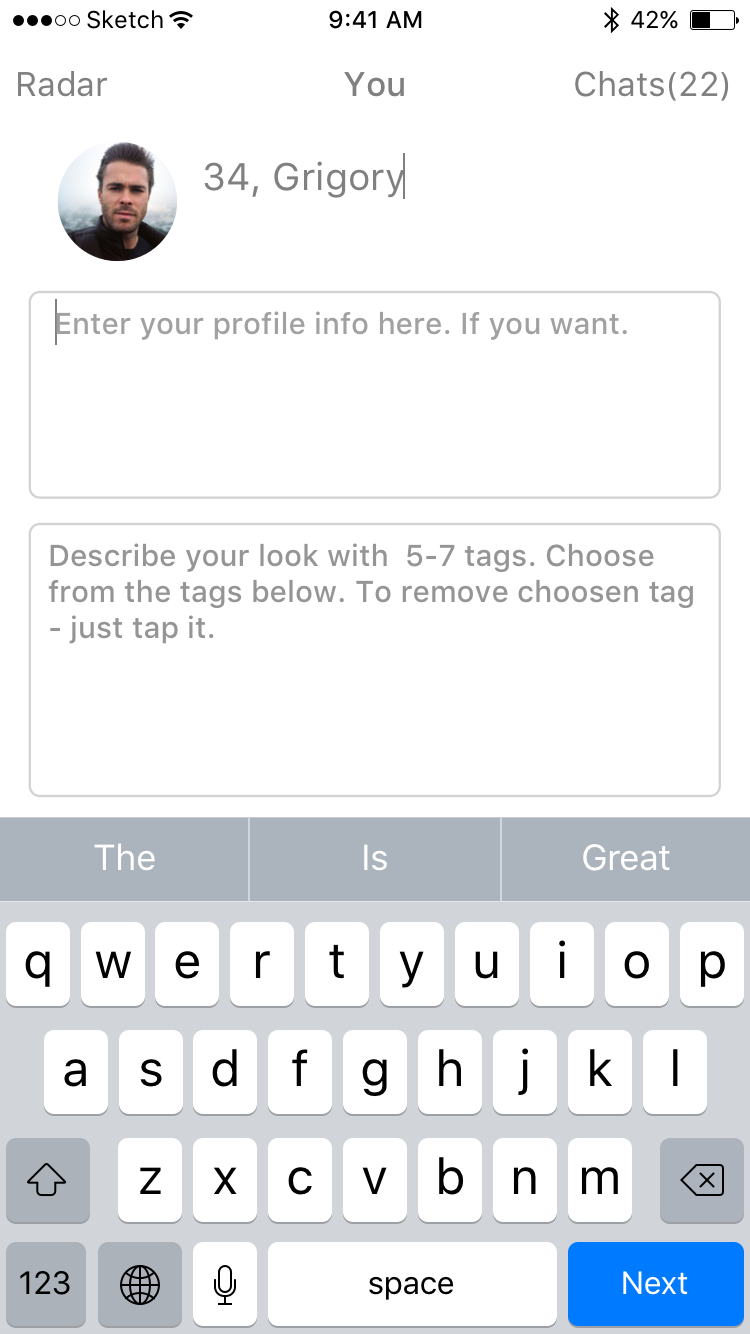 Sketch 9:41 AM 42%
Radar You Chats(22)
34, Grigory
Enter your profile info here. If you want.
Describe your look with  5-7 tags. Choose
from the tags below. To remove choosen tag
- just tap it.
The Is Great
q w e r t y u i o p
a s d f g h j k l
z x c v b n m
123 space Next